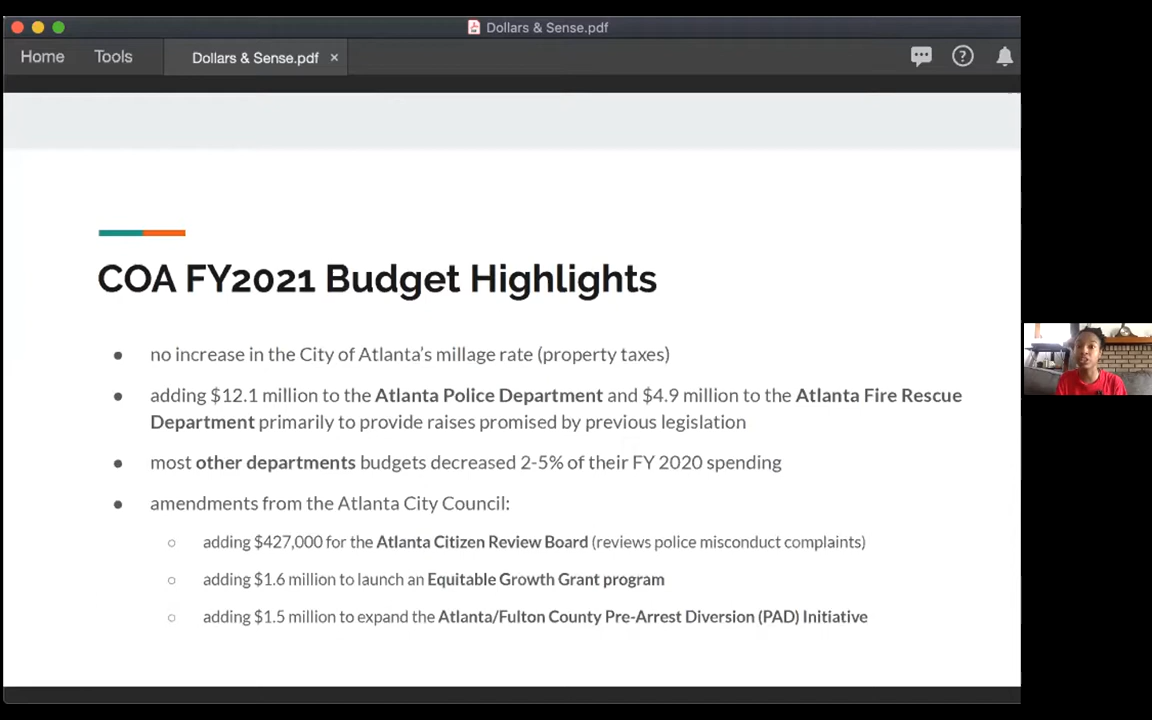 Dollars & Sense.pdf
Home Tools Dollars & Sense.pdf ×
COA FY2021 Budget Highlights
● no increase in the City of Atlanta's millage rate (property taxes)
● adding $12.1 million to the Atlanta Police Department and $4.9 million to the Atlanta Fire Rescue
Department primarily to provide raises promised by previous legislation
● most other departments budgets decreased 2-5% of their FY 2020 spending
● amendments from the Atlanta City Council:
○ adding $427,000 for the Atlanta Citizen Review Board (reviews police misconduct complaints)
○ adding $1.6 million to launch an Equitable Growth Grant program
○ adding $1.5 million to expand the Atlanta/Fulton County Pre-Arrest Diversion (PAD) Initiative